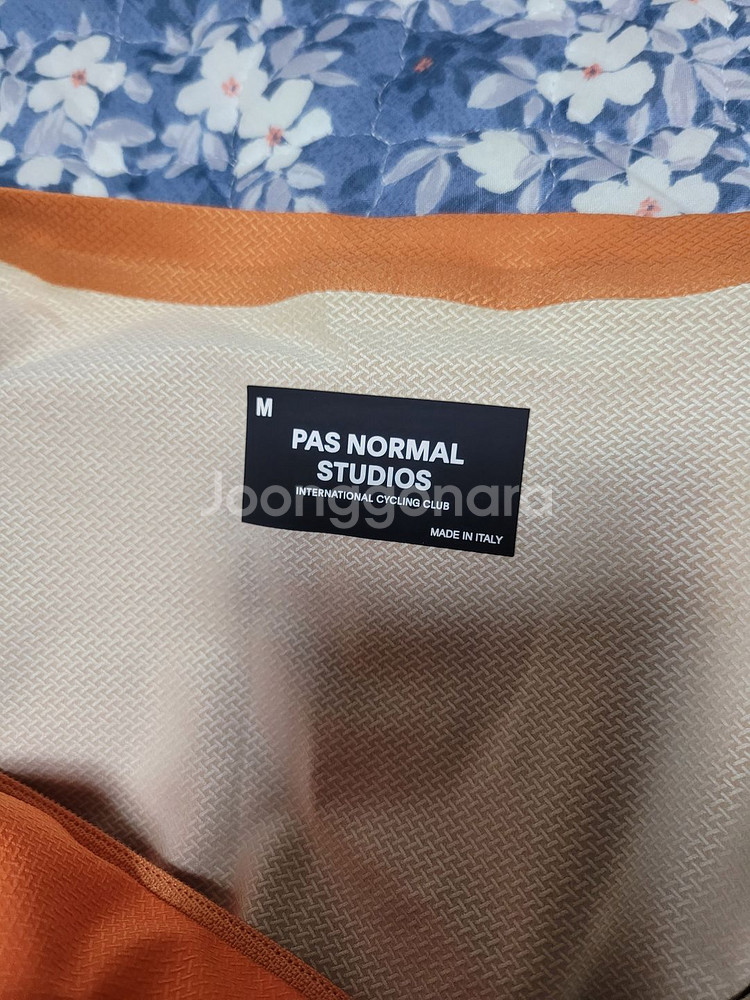 M
PAS NORMAL
STUDIOS
INTERNATIONAL CYCLING CLUB
Joonggonara
MADE IN ITALY